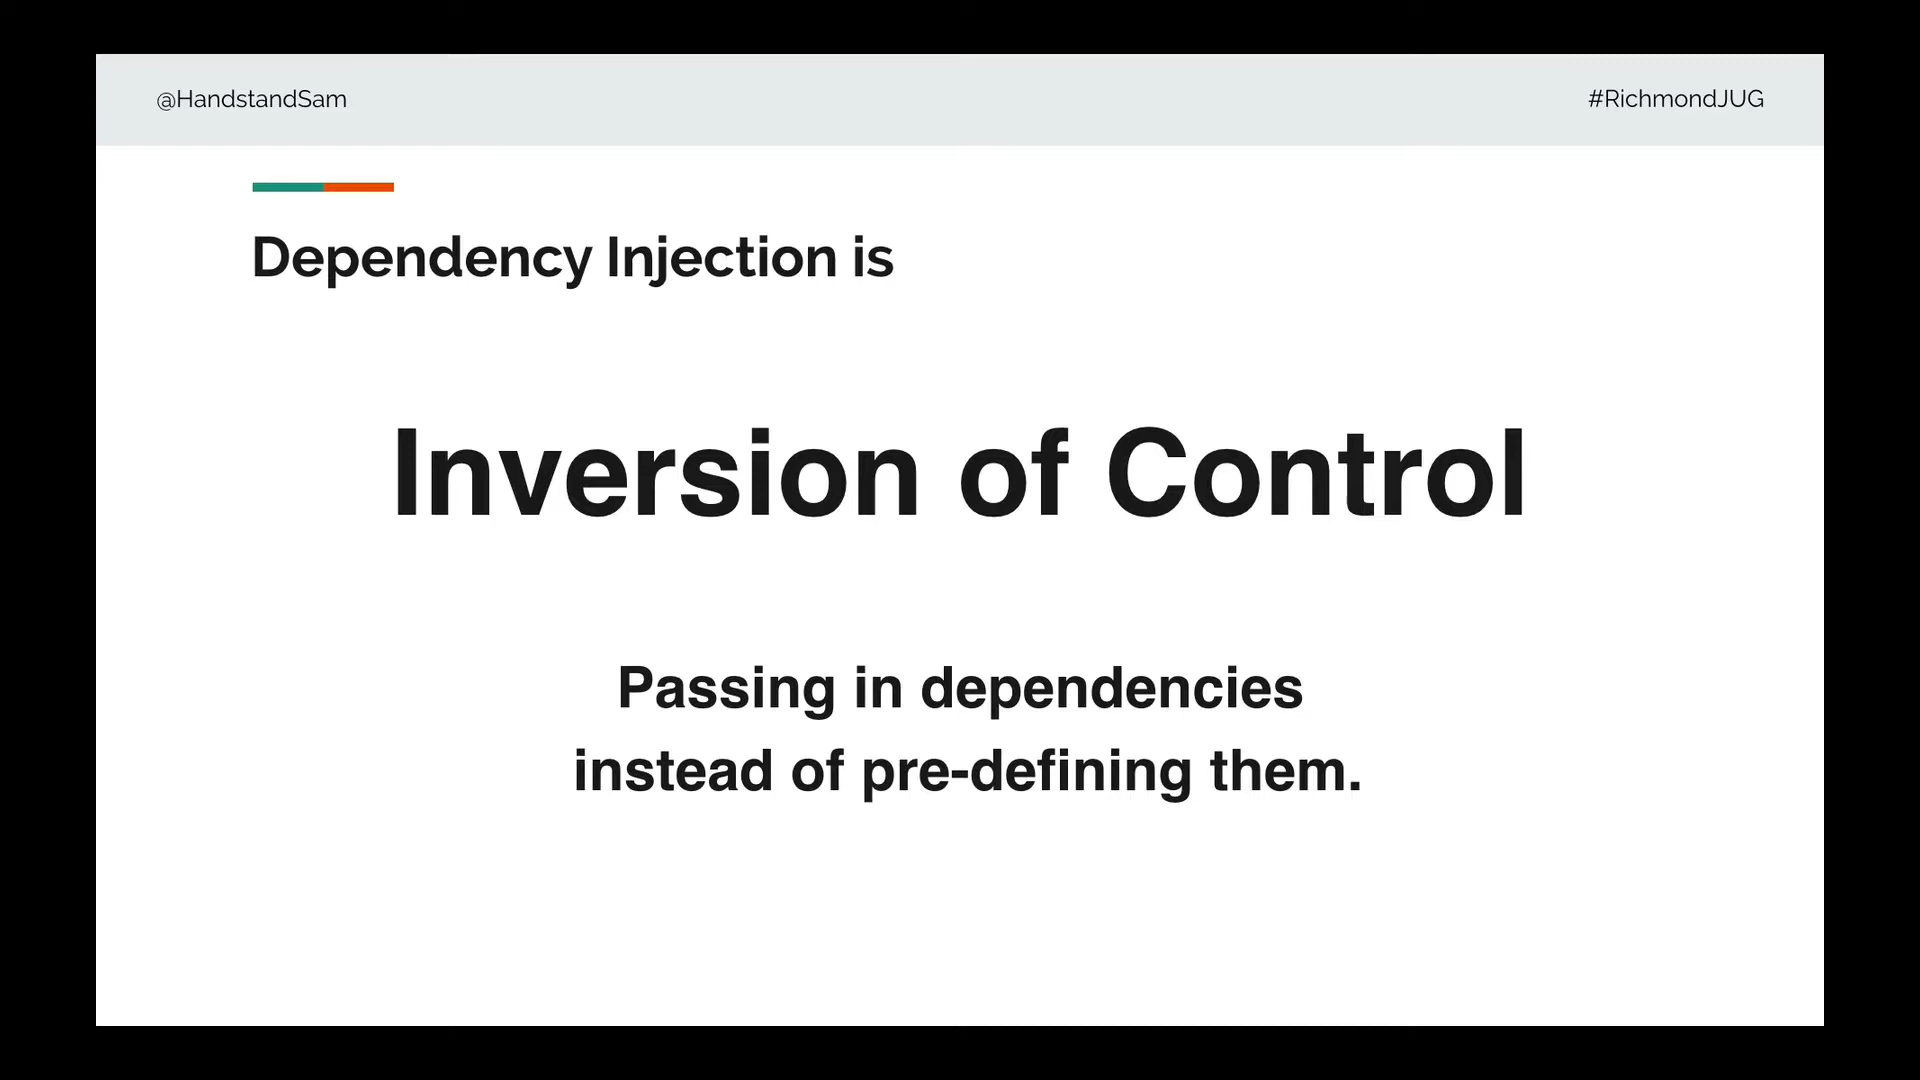 @HandstandSam
#RichmondJUG
Dependency Injection is
Inversion of Control
Passing in dependencies
instead of pre-defining them.